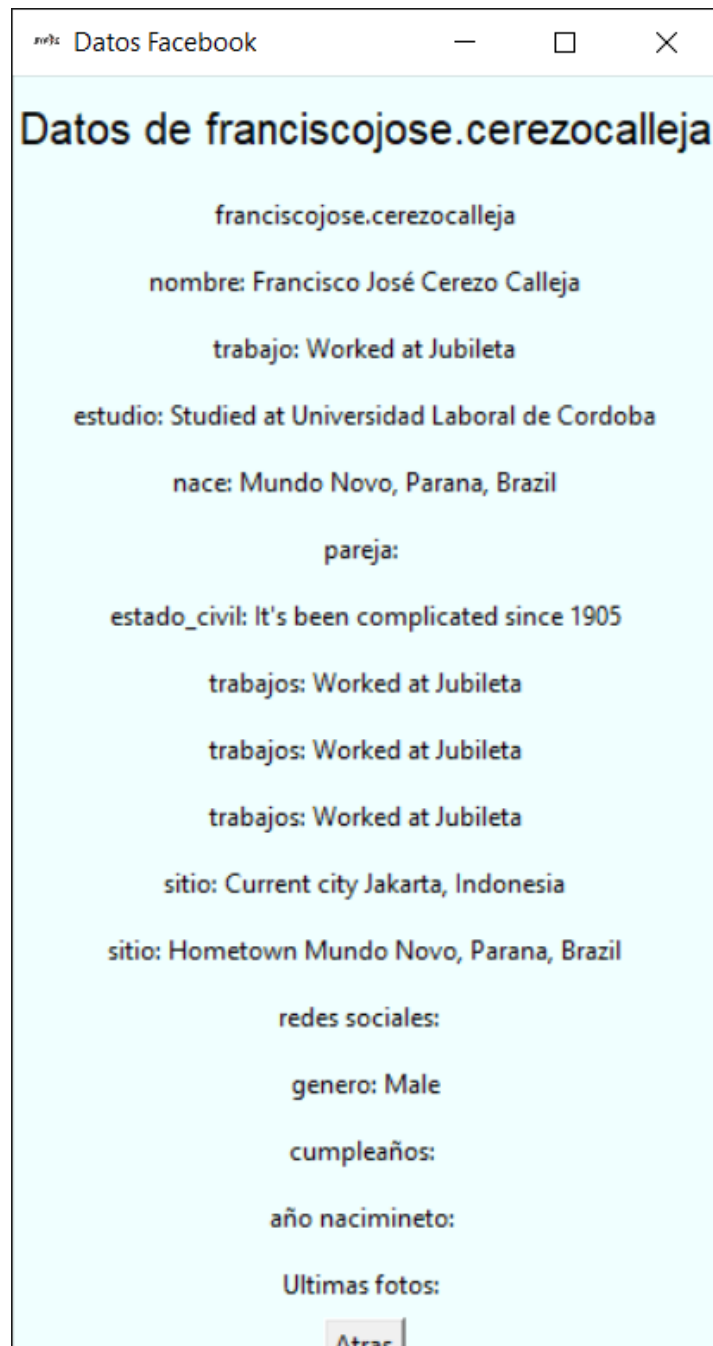 Datos Facebook
Datos de franciscojose.cerezocalleja
franciscojose.cerezocalleja
nombre: Francisco José Cerezo Calleja
trabajo: Worked at Jubileta
estudio: Studied at Universidad Laboral de Cordoba
nace: Mundo Novo, Parana, Brazil
pareja:
estado_civil: It's been complicated since 1905
trabajos: Worked at Jubileta
trabajos: Worked at Jubileta
trabajos: Worked at Jubileta
sitio: Current city Jakarta, Indonesia
sitio: Hometown Mundo Novo, Parana, Brazil
redes sociales:
genero: Male
cumpleaños:
año nacimineto:
Ultimas fotos:
Atras